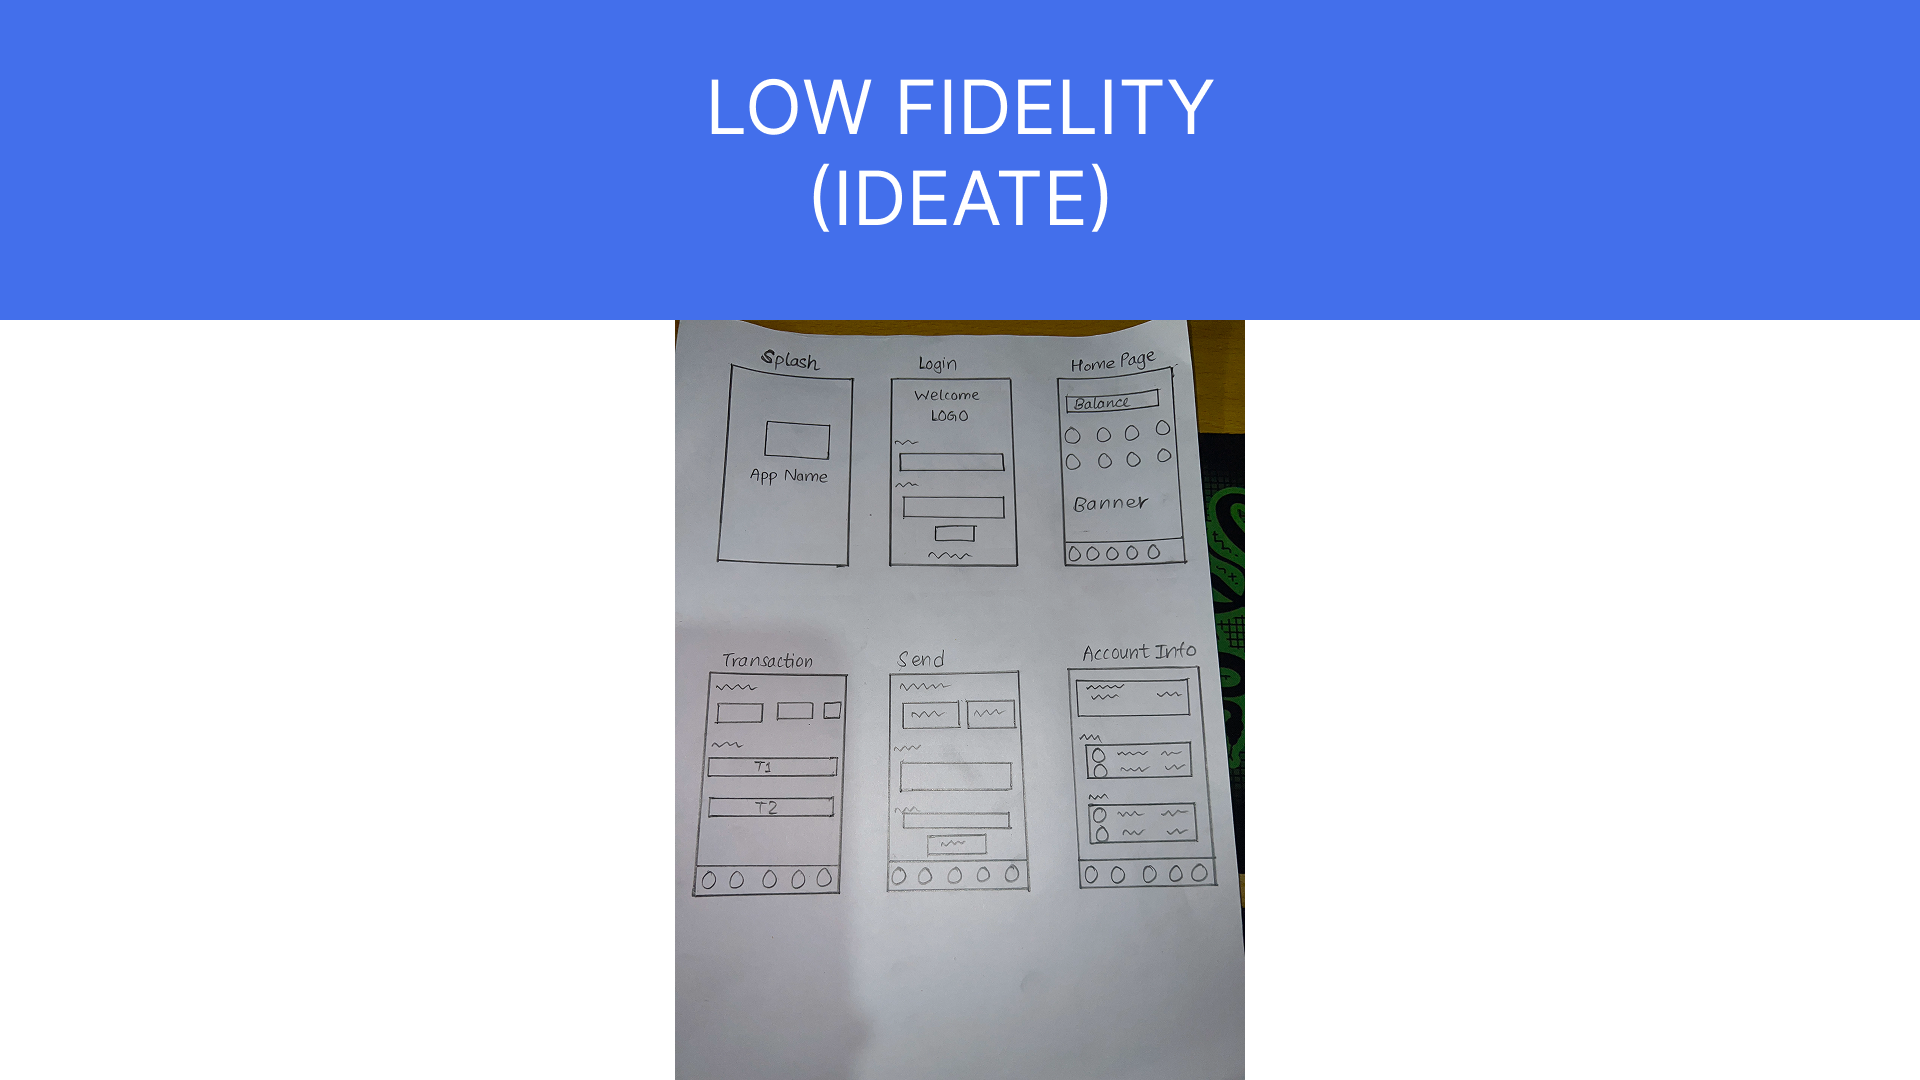 LOW FIDELITY
(IDEATE)
Splash
Login
Home Page
App Name
Welcome
LOGO
Balance
Banner
Transaction
Send
Account Info
T1
T2